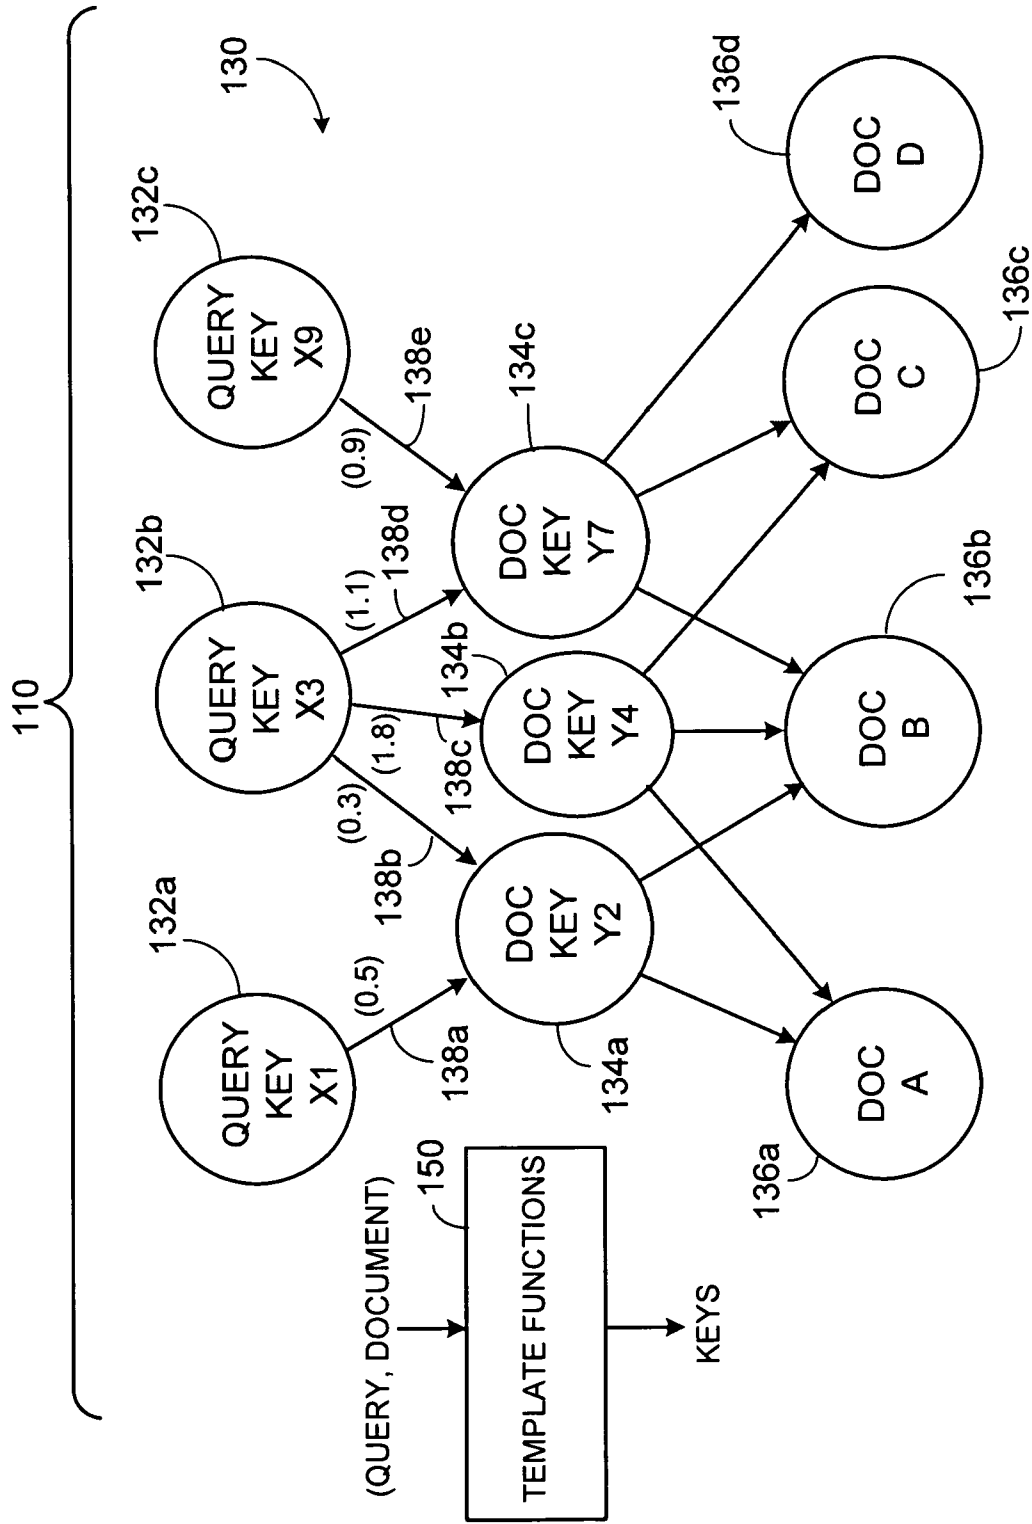 110
130
132a
132b
132c
QUERY
KEY
X1
QUERY
KEY
X3
QUERY
KEY
X9
(0.5)
138a
(0.3)
138b
(1.8)
138c
(1.1)
138d
(0.9)
138e
(QUERY, DOCUMENT)
150
TEMPLATE FUNCTIONS
KEYS
134a
DOC
KEY
Y2
134b
DOC
KEY
Y4
134c
DOC
KEY
Y7
136a
DOC
A
136b
DOC
B
136c
DOC
C
136d
DOC
D